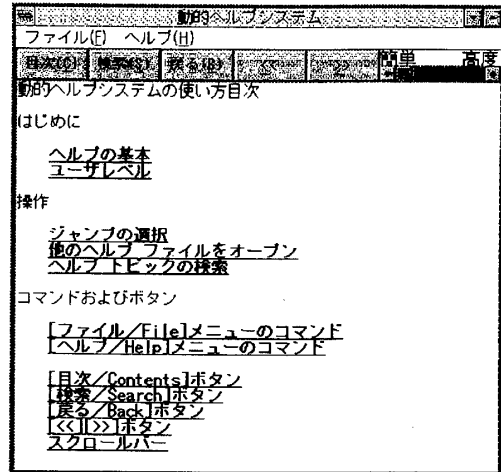 動的ヘルプシステム
ファイル(F) ヘルプ(H)
目次(C) 検索(S) 戻る(B) << >> 簡単 高度
動的ヘルプシステムの使い方目次
はじめに
ヘルプの基本
ユーザレベル
操作
ジャンプの選択
他のヘルプ ファイルをオープン
ヘルプ トピックの検索
コマンドおよびボタン
[ファイル/File]メニューのコマンド
[ヘルプ/Help]メニューのコマンド
[目次/Contents]ボタン
[検索/Search]ボタン
[戻る/Back]ボタン
[<<][>>]ボタン
スクロールバー